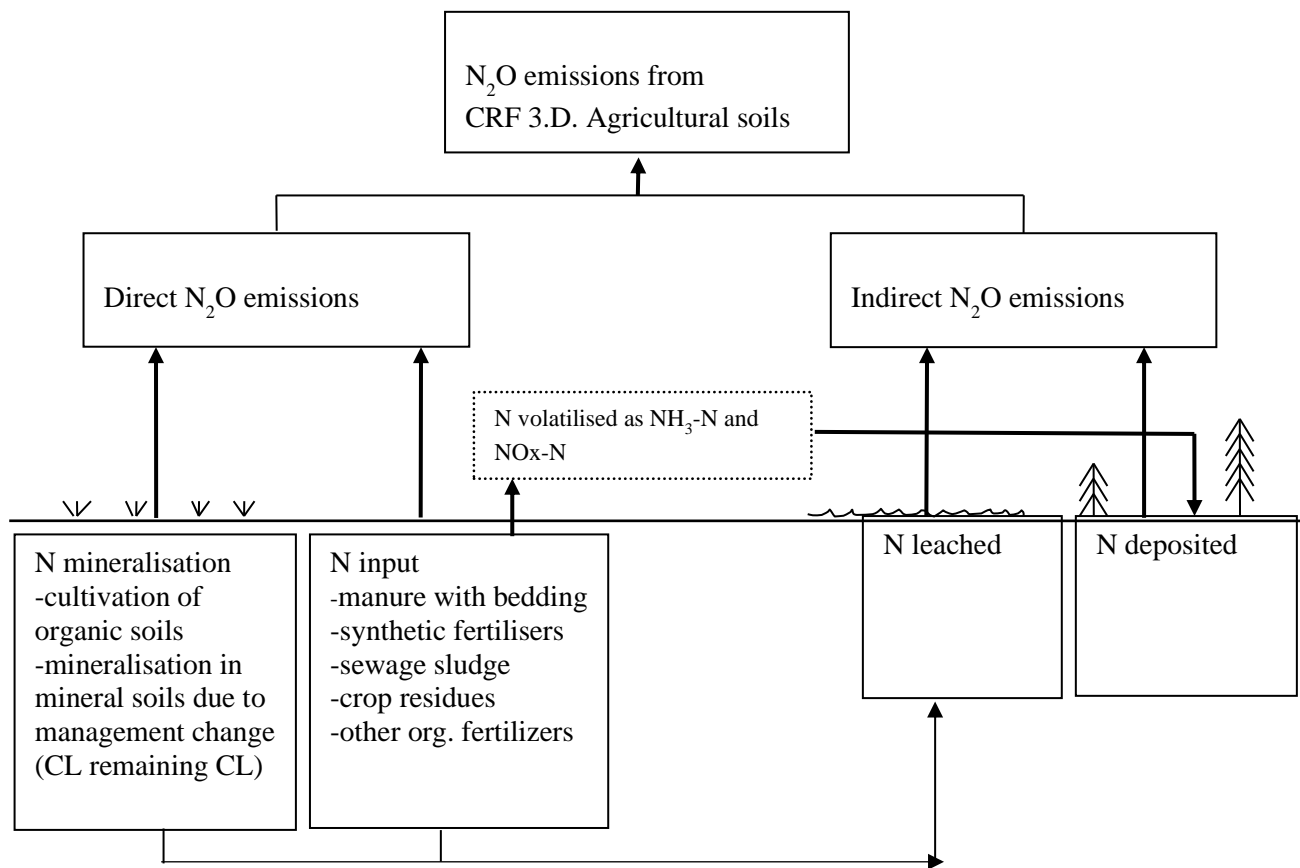 N₂O emissions from
CRF 3.D. Agricultural soils
Direct N₂O emissions
Indirect N₂O emissions
N volatilised as NH₃-N and
NOx-N
N mineralisation
-cultivation of
organic soils
-mineralisation in
mineral soils due to
management change
(CL remaining CL)
N input
-manure with bedding
-synthetic fertilisers
-sewage sludge
-crop residues
-other org. fertilizers
N leached
N deposited